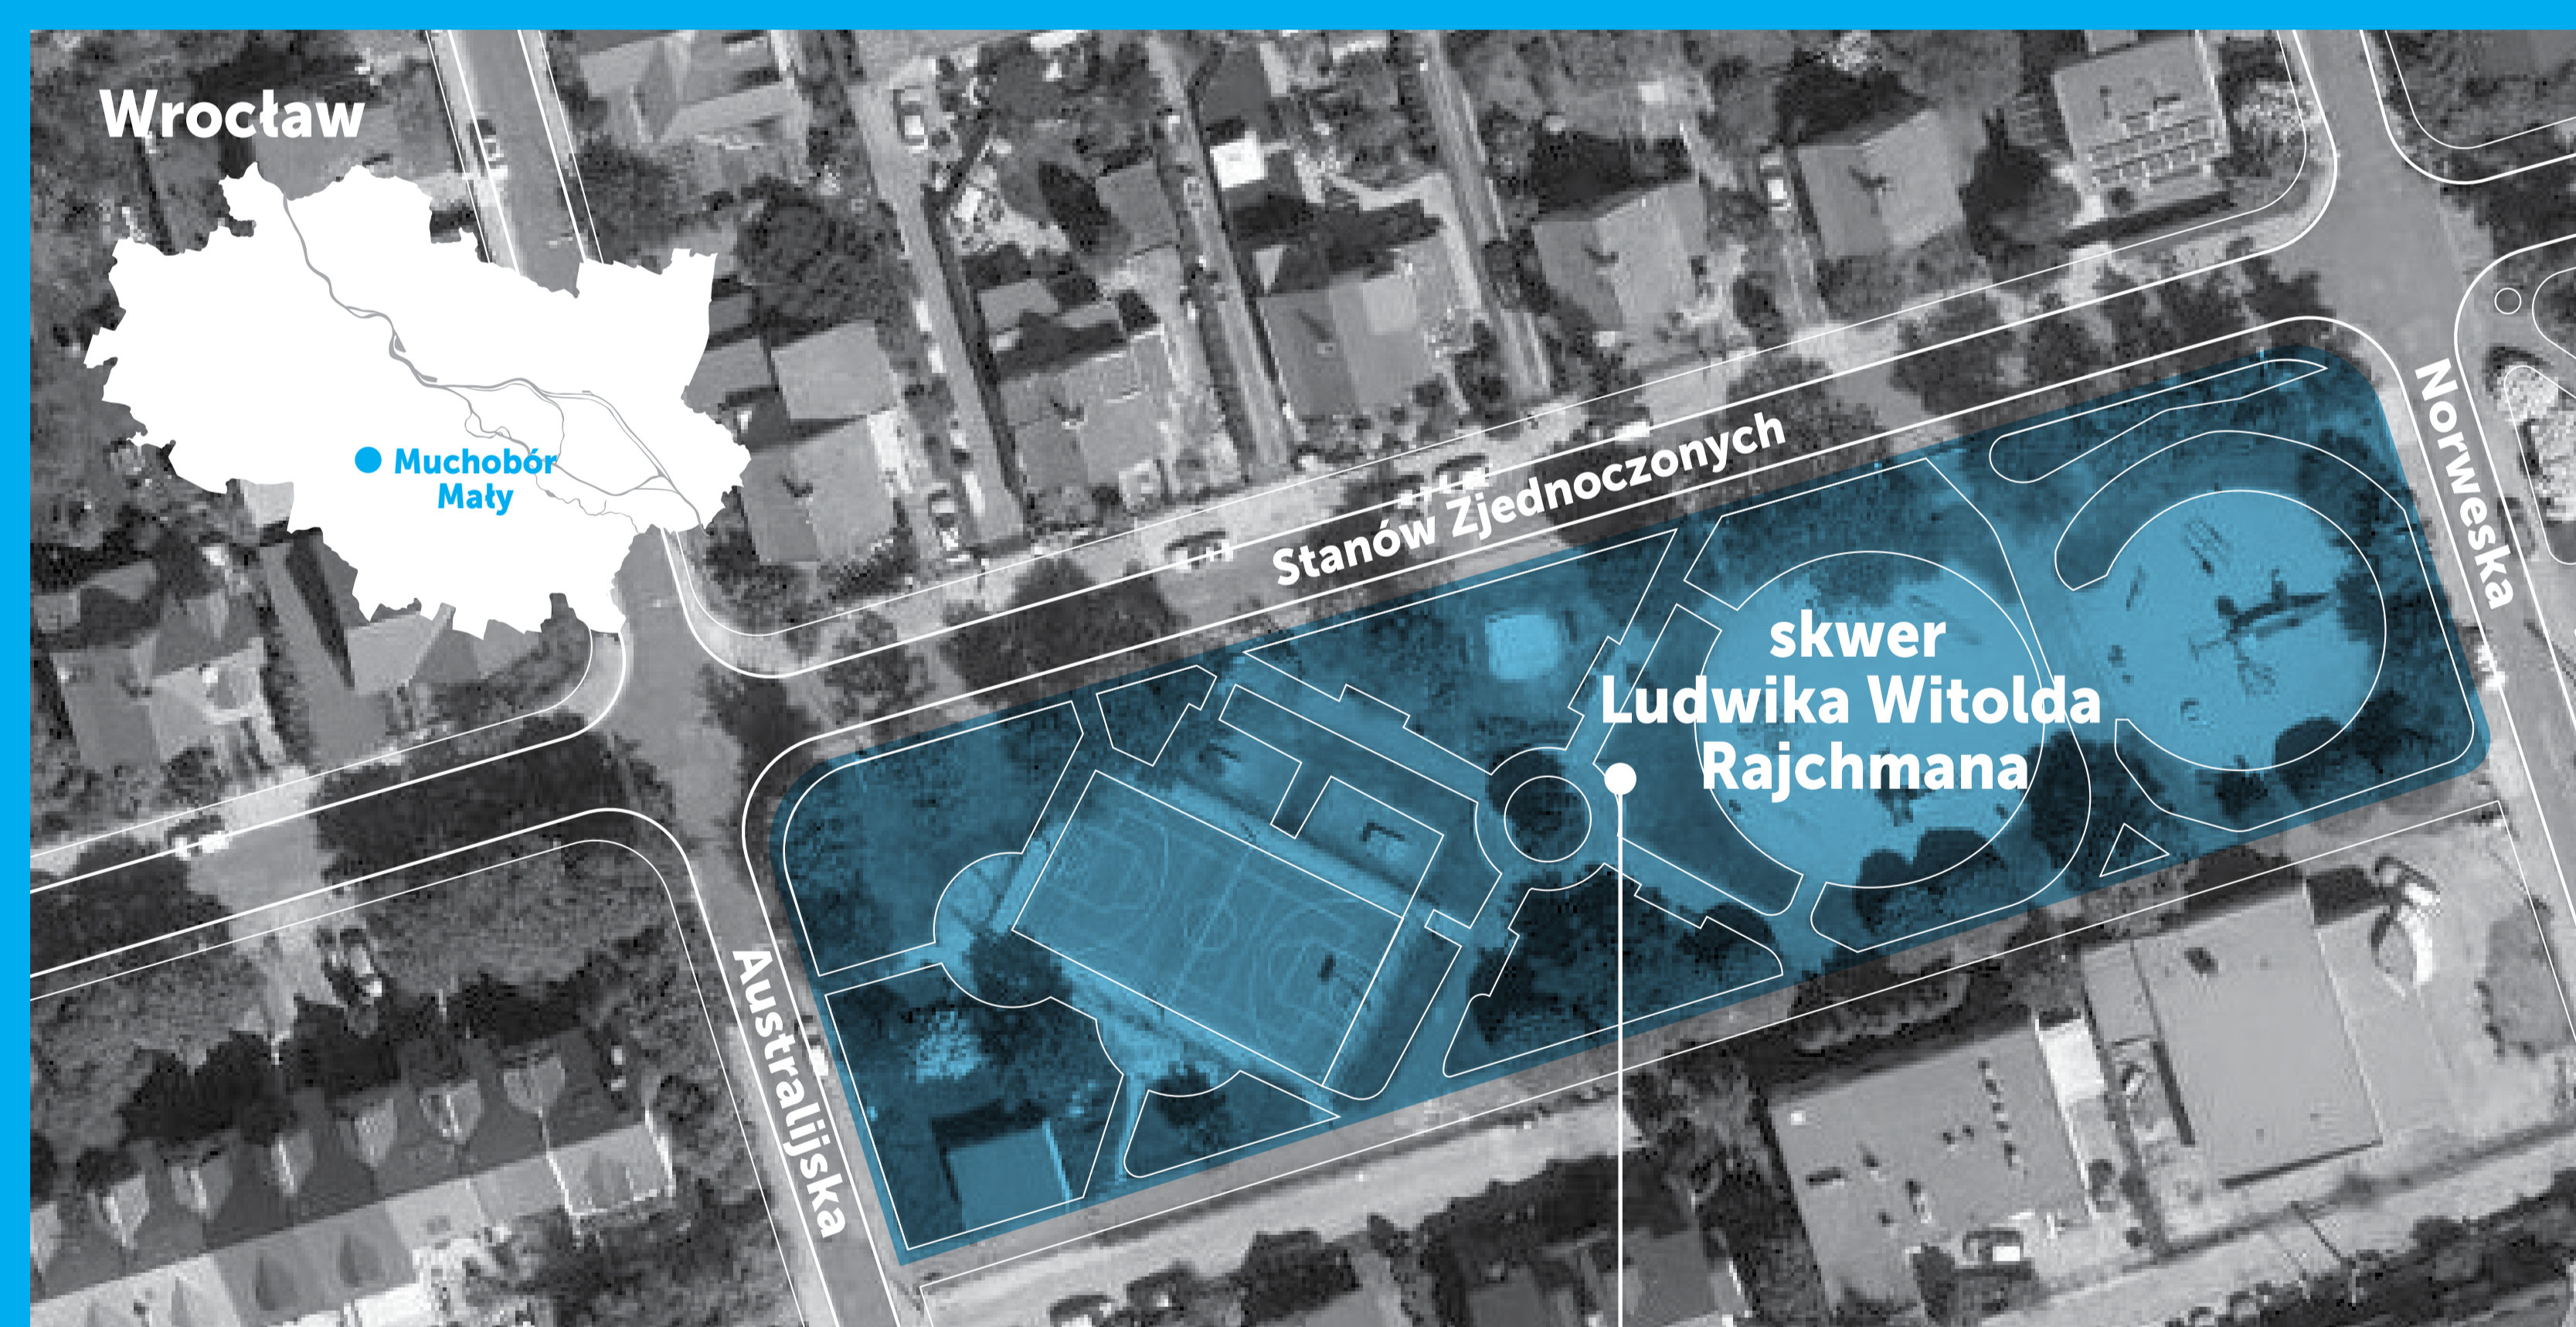 Wrocław
Muchobór
Mały
Stanów Zjednoczonych
Norweska
skwer
Ludwika Witolda
Rajchmana
Australijska